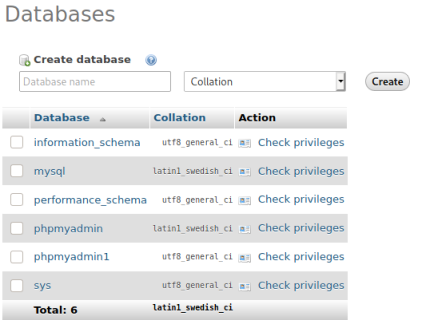 Databases
Create database
Database name Collation Create
Database Collation Action
information_schema utf8_general_ci Check privileges
mysql latin1_swedish_ci Check privileges
performance_schema utf8_general_ci Check privileges
phpmyadmin latin1_swedish_ci Check privileges
phpmyadmin1 utf8_general_ci Check privileges
sys utf8_general_ci Check privileges
Total: 6 latin1_swedish_ci